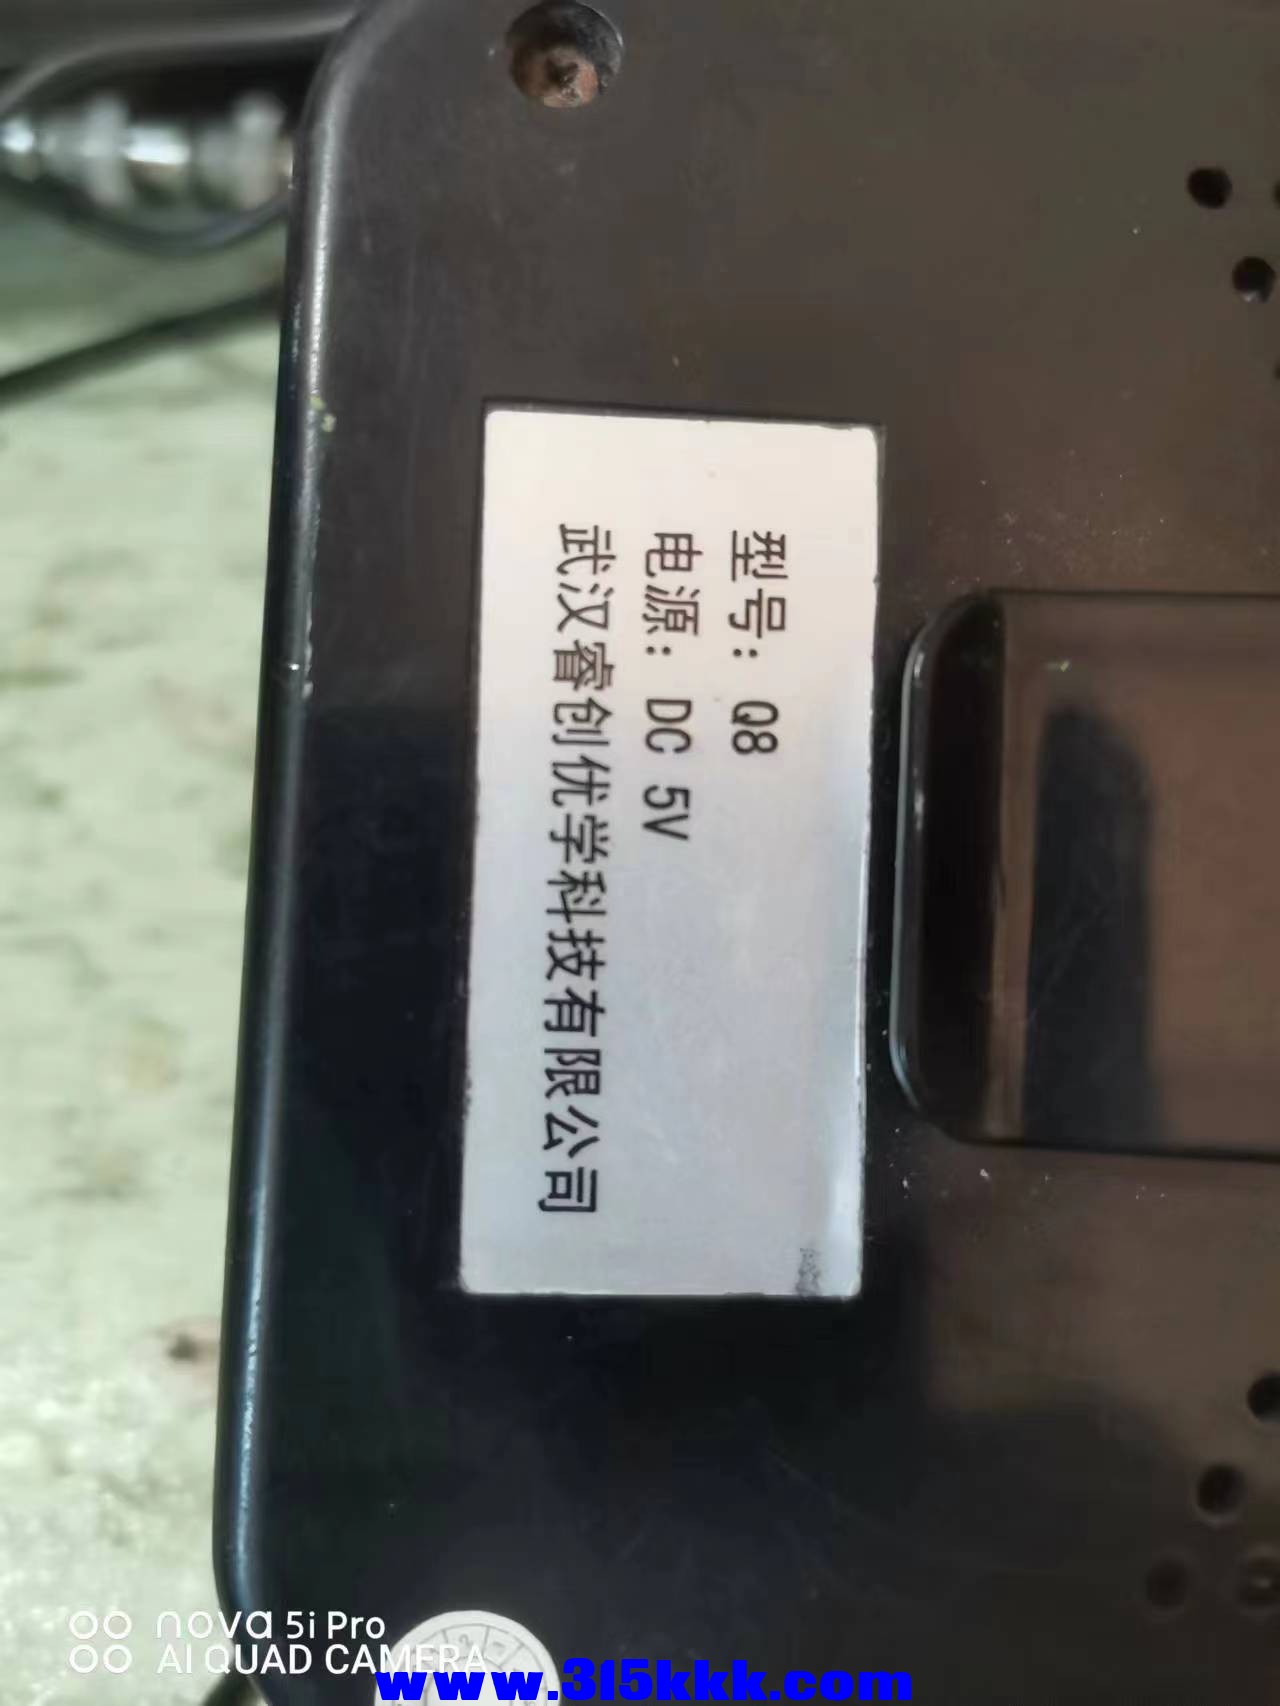 型号: Q8
电源: DC 5V
武汉睿创优学科技有限公司
nova 5i Pro
AI QUAD CAMERA
www.315kkk.com